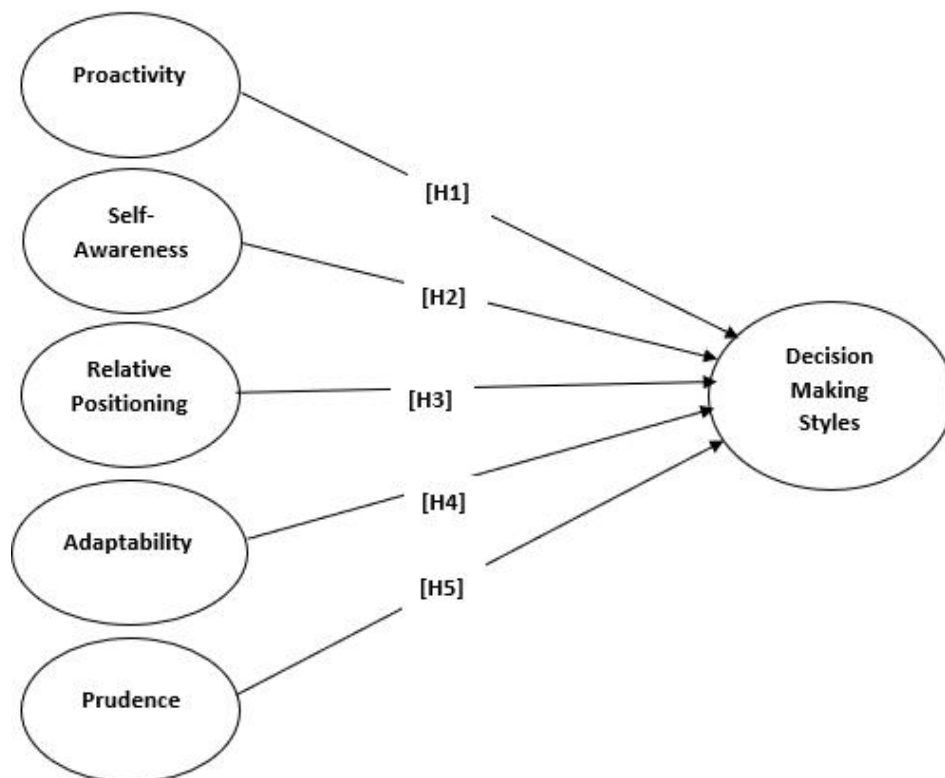 Proactivity
[H1]
Self-
Awareness
[H2]
Relative
Positioning
[H3]
Decision
Making
Styles
Adaptability
[H4]
[H5]
Prudence